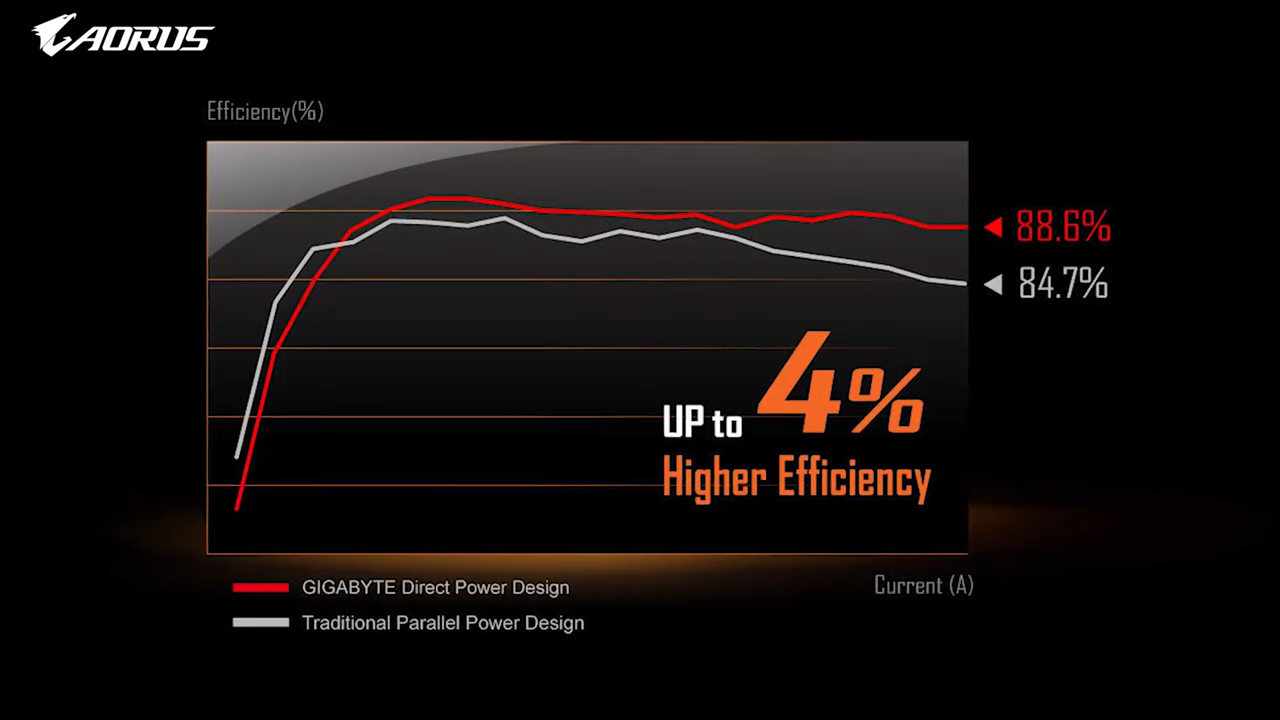 AORUS
Efficiency(%)
88.6%
84.7%
UP to 4%
Higher Efficiency
GIGABYTE Direct Power Design
Current (A)
Traditional Parallel Power Design